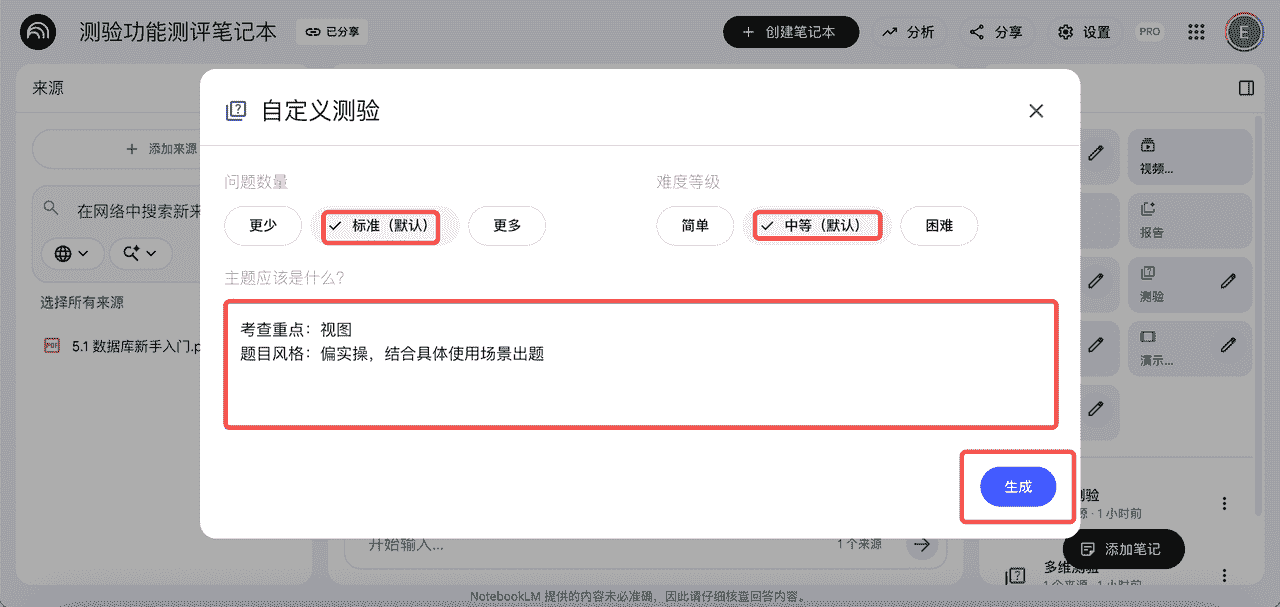 测验功能测评笔记本
已分享
创建笔记本
分析
分享
设置
PRO
E
来源
添加来源
在网络中搜索新来
选择所有来源
PDF
5.1 数据库新手入门.p
自定义测验
问题数量
更少
标准（默认）
更多
难度等级
简单
中等（默认）
困难
主题应该是什么？
考查重点：视图
题目风格：偏实操，结合具体使用场景出题
生成
视频...
报告
测验
演示...
测验
源 · 1 小时前
添加笔记
多维测验
1 个来源 · 1 小时前
开始输入...
1 个来源
NotebookLM 提供的内容未必准确，因此请仔细核查回答内容。